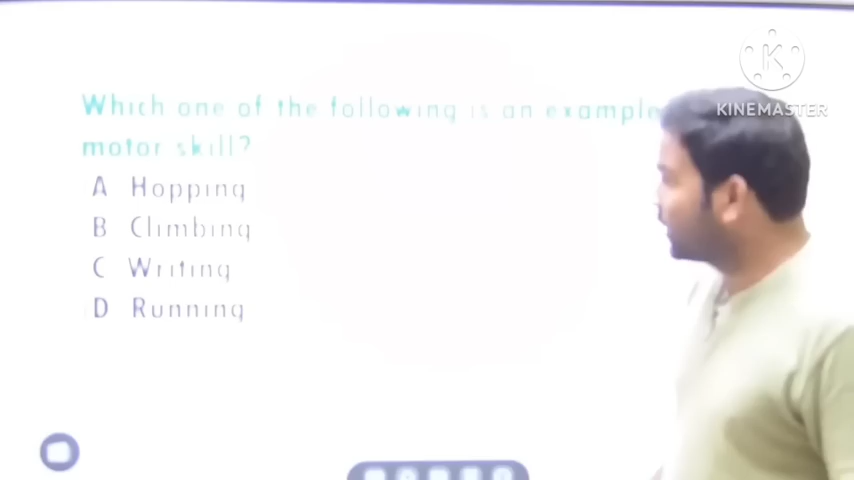 Which one of the following is an example
motor skill?
A Hopping
B Climbing
C Writing
D Running
KINEMASTER